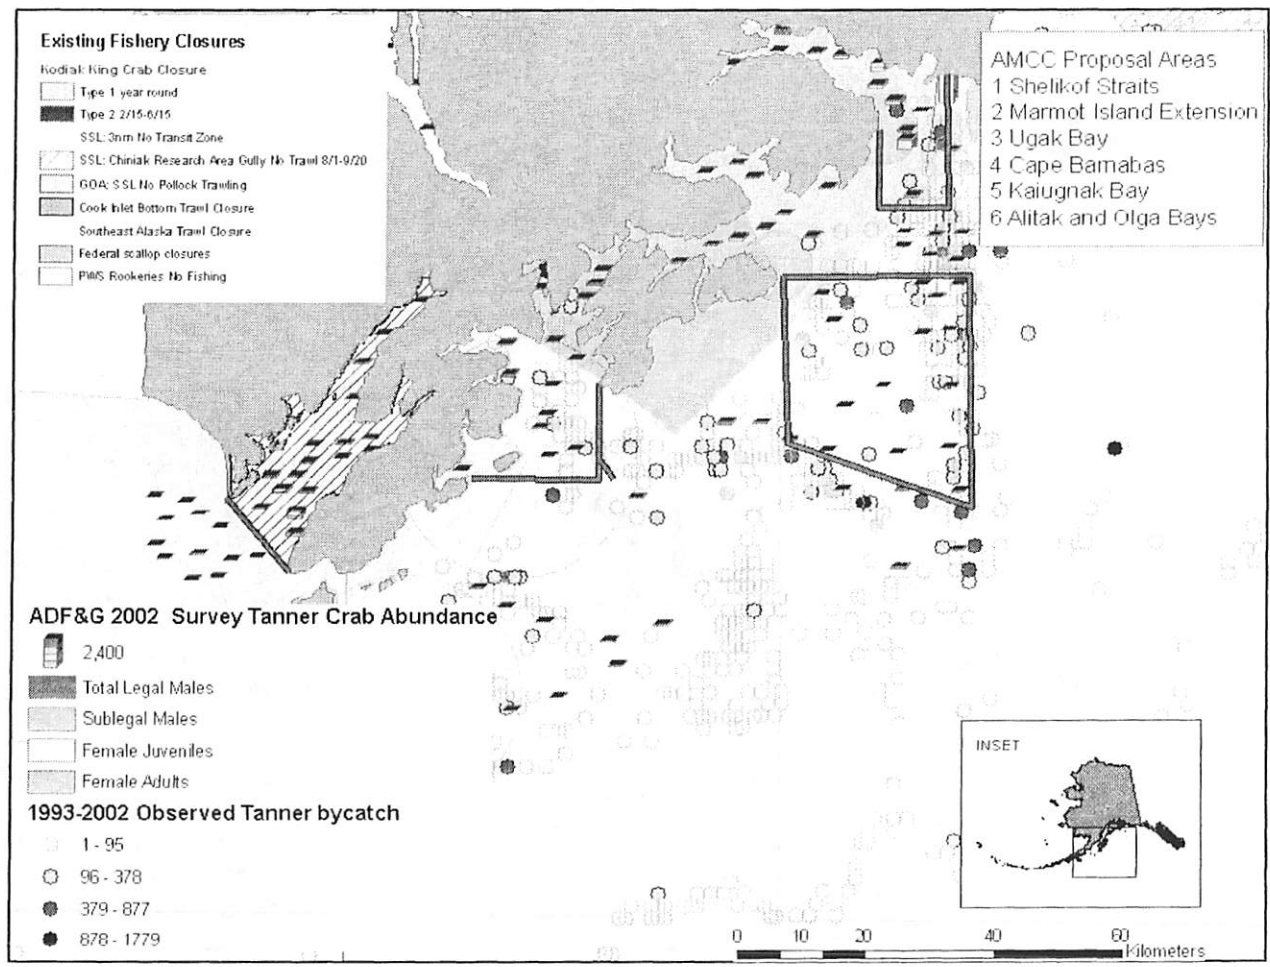 Existing Fishery Closures
Kodiak King Crab Closure
Type 1 year round
Type 2 2/15-6/15
SSL: 3nm No Transit Zone
SSL: Chiniak Research Area Gully No Trawl 8/1-9/20
GOA: SSL No Pollock Trawling
Cook Inlet Bottom Trawl Closure
Southeast Alaska Trawl Closure
Federal scallop closures
PWS Rookeries No Fishing
AMCC Proposal Areas
1 Shelikof Straits
2 Marmot Island Extension
3 Ugak Bay
4 Cape Barnabas
5 Kaiugnak Bay
6 Alitak and Olga Bays
ADF&G 2002 Survey Tanner Crab Abundance
2,400
Total Legal Males
Sublegal Males
Female Juveniles
Female Adults
1993-2002 Observed Tanner bycatch
1 - 95
96 - 378
379 - 877
878 - 1779
INSET
0 10 20 40 60
Kilometers